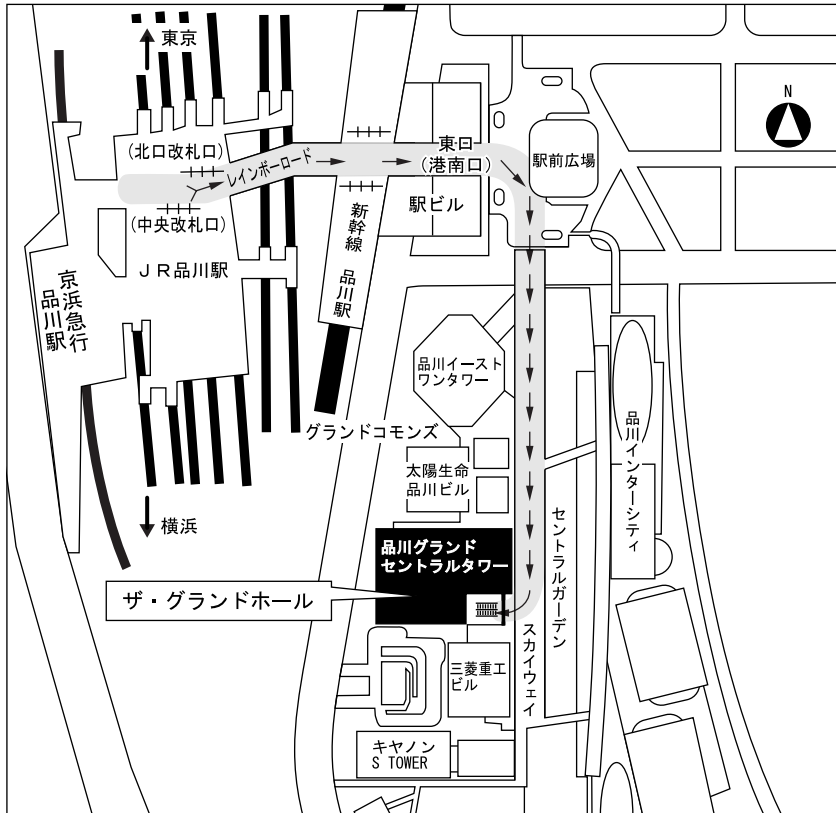 東京
N
(北口改札口)
レインボーロード
東口
(港南口)
駅前広場
(中央改札口)
駅ビル
新幹線 品川駅
JR品川駅
京浜急行
品川駅
品川イースト
ワンタワー
グランドコモンズ
品川インターシティ
太陽生命
品川ビル
横浜
品川グランド
セントラルタワー
セントラルガーデン
ザ・グランドホール
スカイウェイ
三菱重工
ビル
キヤノン
S TOWER